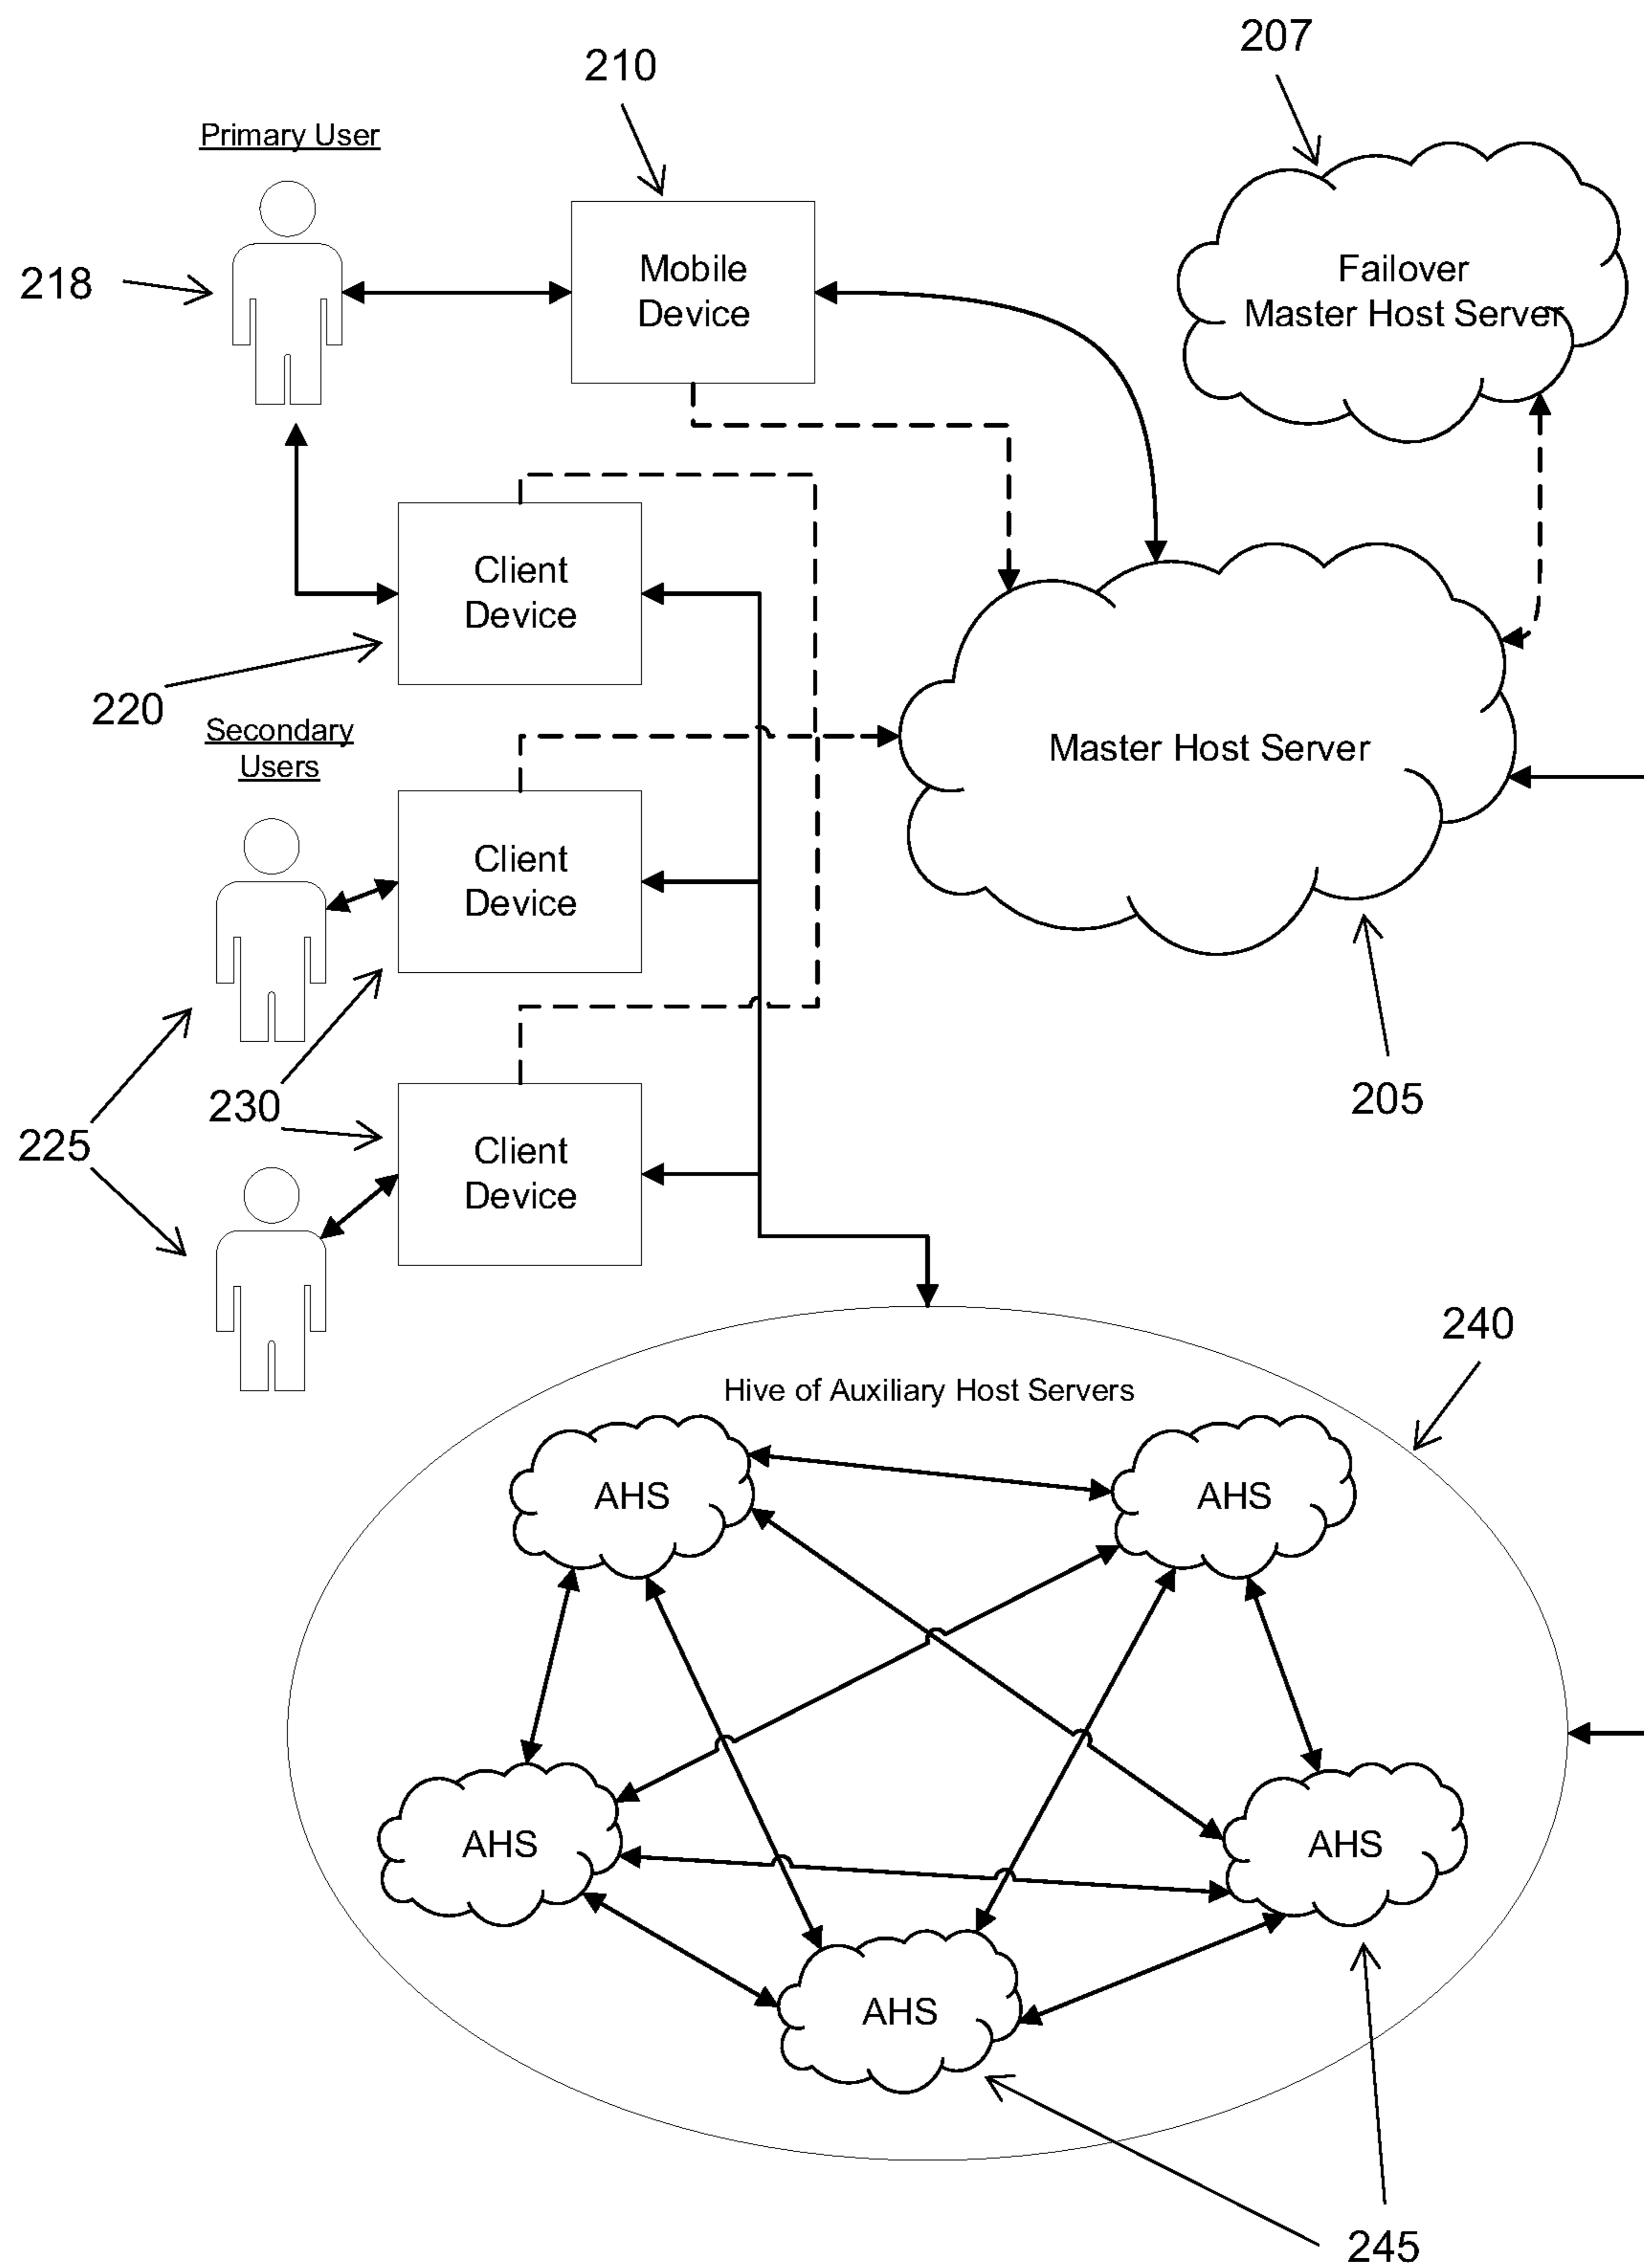 207
210
Primary User
Mobile
Device
Failover
Master Host Server
218
Client
Device
220
Secondary
Users
Master Host Server
Client
Device
205
230
225
Client
Device
240
Hive of Auxiliary Host Servers
AHS
AHS
AHS
AHS
AHS
245